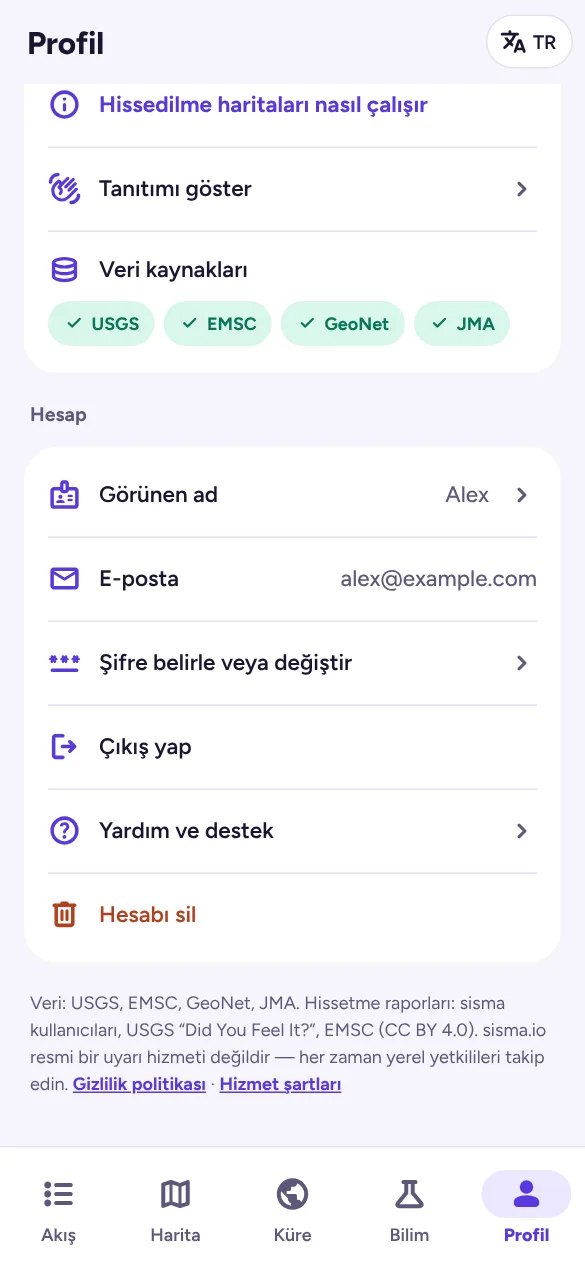 Profil
TR
Hissedilme haritaları nasıl çalışır
Tanıtımı göster
Veri kaynakları
USGS
EMSC
GeoNet
JMA
Hesap
Görünen ad
Alex
E-posta
alex@example.com
Şifre belirle veya değiştir
Çıkış yap
Yardım ve destek
Hesabı sil
Veri: USGS, EMSC, GeoNet, JMA. Hissetme raporları: sisma
kullanıcıları, USGS “Did You Feel It?”, EMSC (CC BY 4.0). sisma.io
resmi bir uyarı hizmeti değildir — her zaman yerel yetkilileri takip
edin. Gizlilik politikası · Hizmet şartları
Akış
Harita
Küre
Bilim
Profil